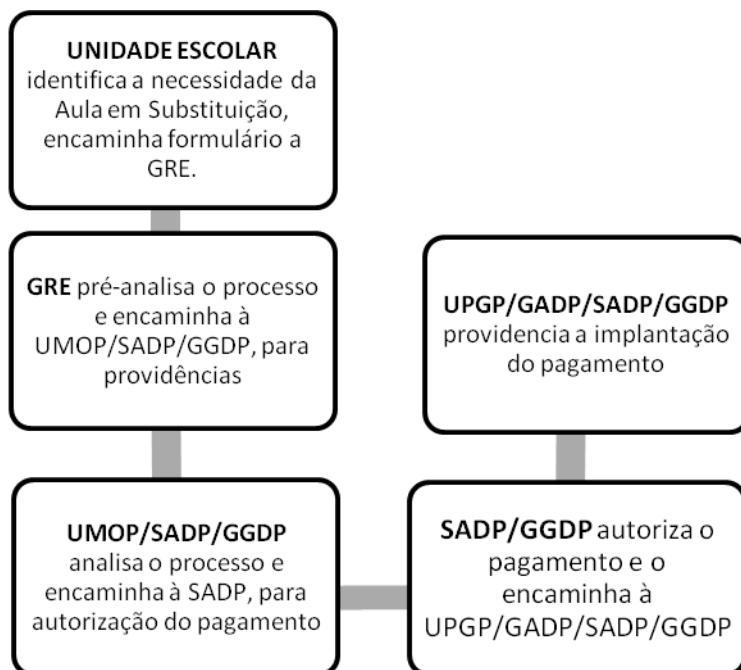 UNIDADE ESCOLAR
identifica a necessidade da
Aula em Substituição,
encaminha formulário a
GRE.
GRE pré-analisa o processo
e encaminha à
UMOP/SADP/GGDP, para
providências
UMOP/SADP/GGDP
analisa o processo e
encaminha à SADP, para
autorização do pagamento
SADP/GGDP autoriza o
pagamento e o
encaminha à
UPGP/GADP/SADP/GGDP
UPGP/GADP/SADP/GGDP
providencia a implantação
do pagamento